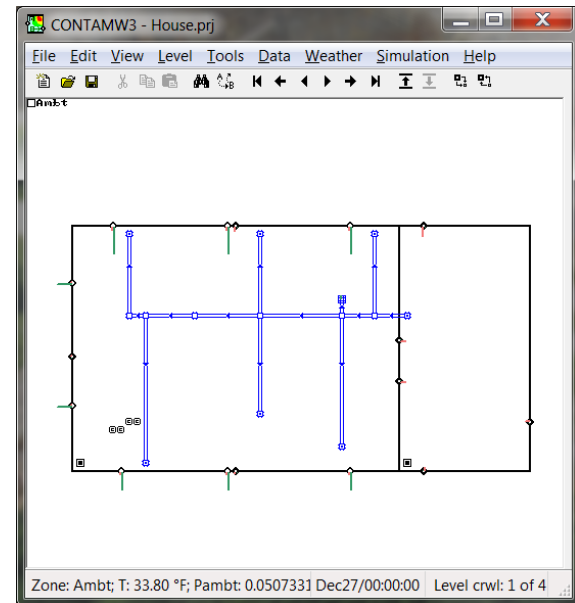 CONTAMW3 - House.prj
File Edit View Level Tools Data Weather Simulation Help
Ambt
Zone: Ambt; T: 33.80 °F; Pambt: 0.0507331 Dec27/00:00:00 Level crwl: 1 of 4